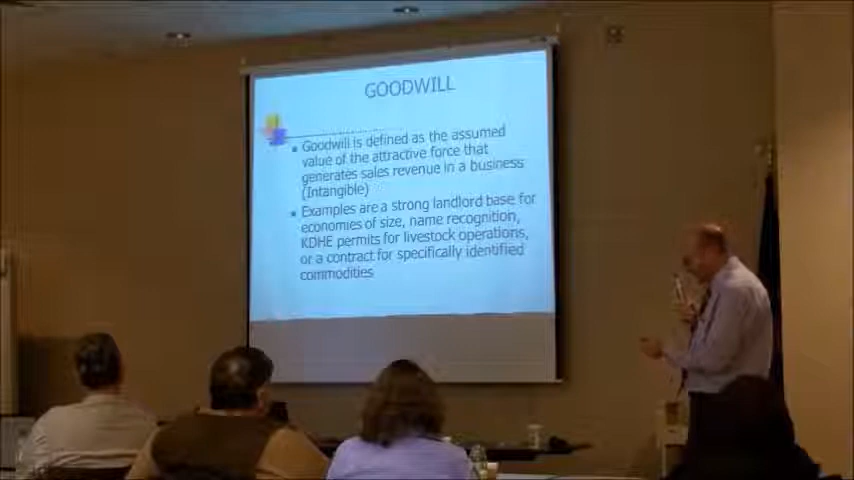 GOODWILL
Goodwill is defined as the assumed
value of the attractive force that
generates sales revenue in a business
(Intangible)
Examples are a strong landlord base for
economies of size, name recognition,
KDHE permits for livestock operations,
or a contract for specifically identified
commodities